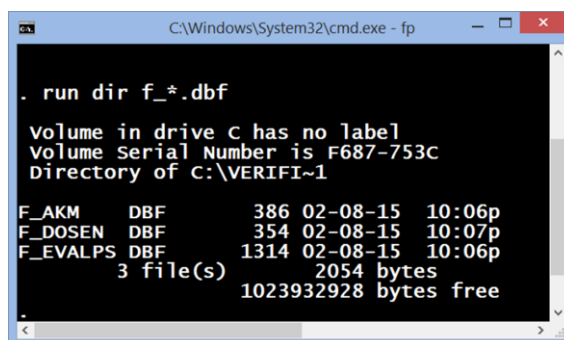 C:\Windows\System32\cmd.exe - fp
. run dir f_*.dbf
Volume in drive C has no label
Volume Serial Number is F687-753C
Directory of C:\VERIFI~1
F_AKM    DBF       386 02-08-15  10:06p
F_DOSEN  DBF       354 02-08-15  10:07p
F_EVALPS DBF      1314 02-08-15  10:06p
3 file(s)       2054 bytes
1023932928 bytes free
.